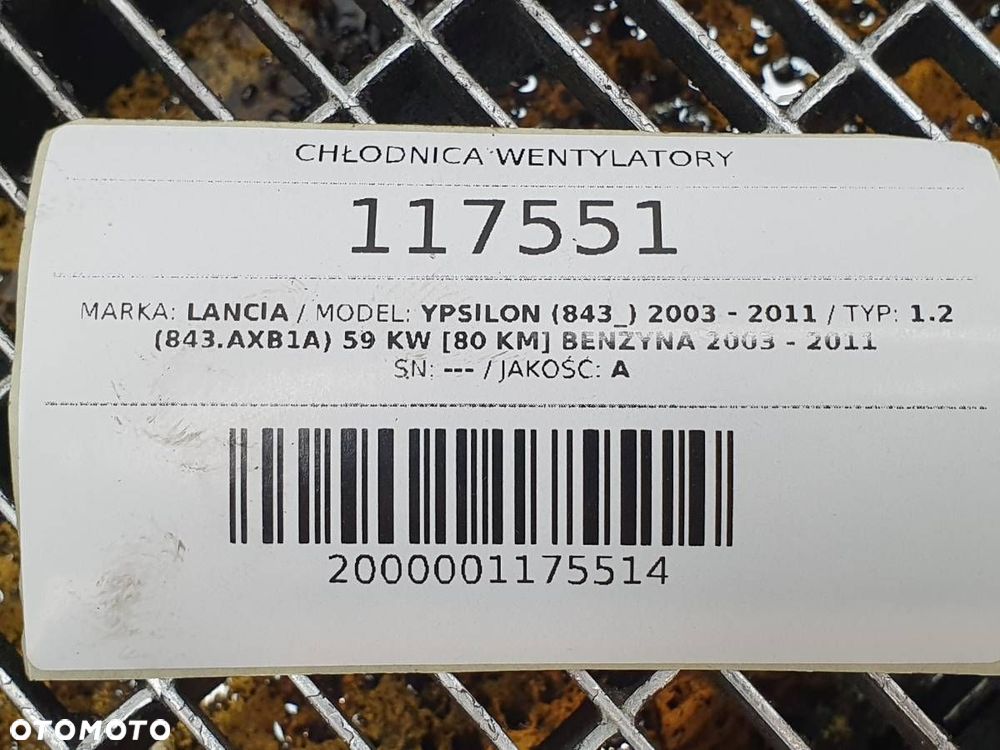 CHŁODNICA WENTYLATORY
117551
MARKA: LANCIA / MODEL: YPSILON (843_) 2003 - 2011 / TYP: 1.2
(843.AXB1A) 59 KW [80 KM] BENZYNA 2003 - 2011
SN: --- / JAKOŚĆ: A
2000001175514
OTOMOTO